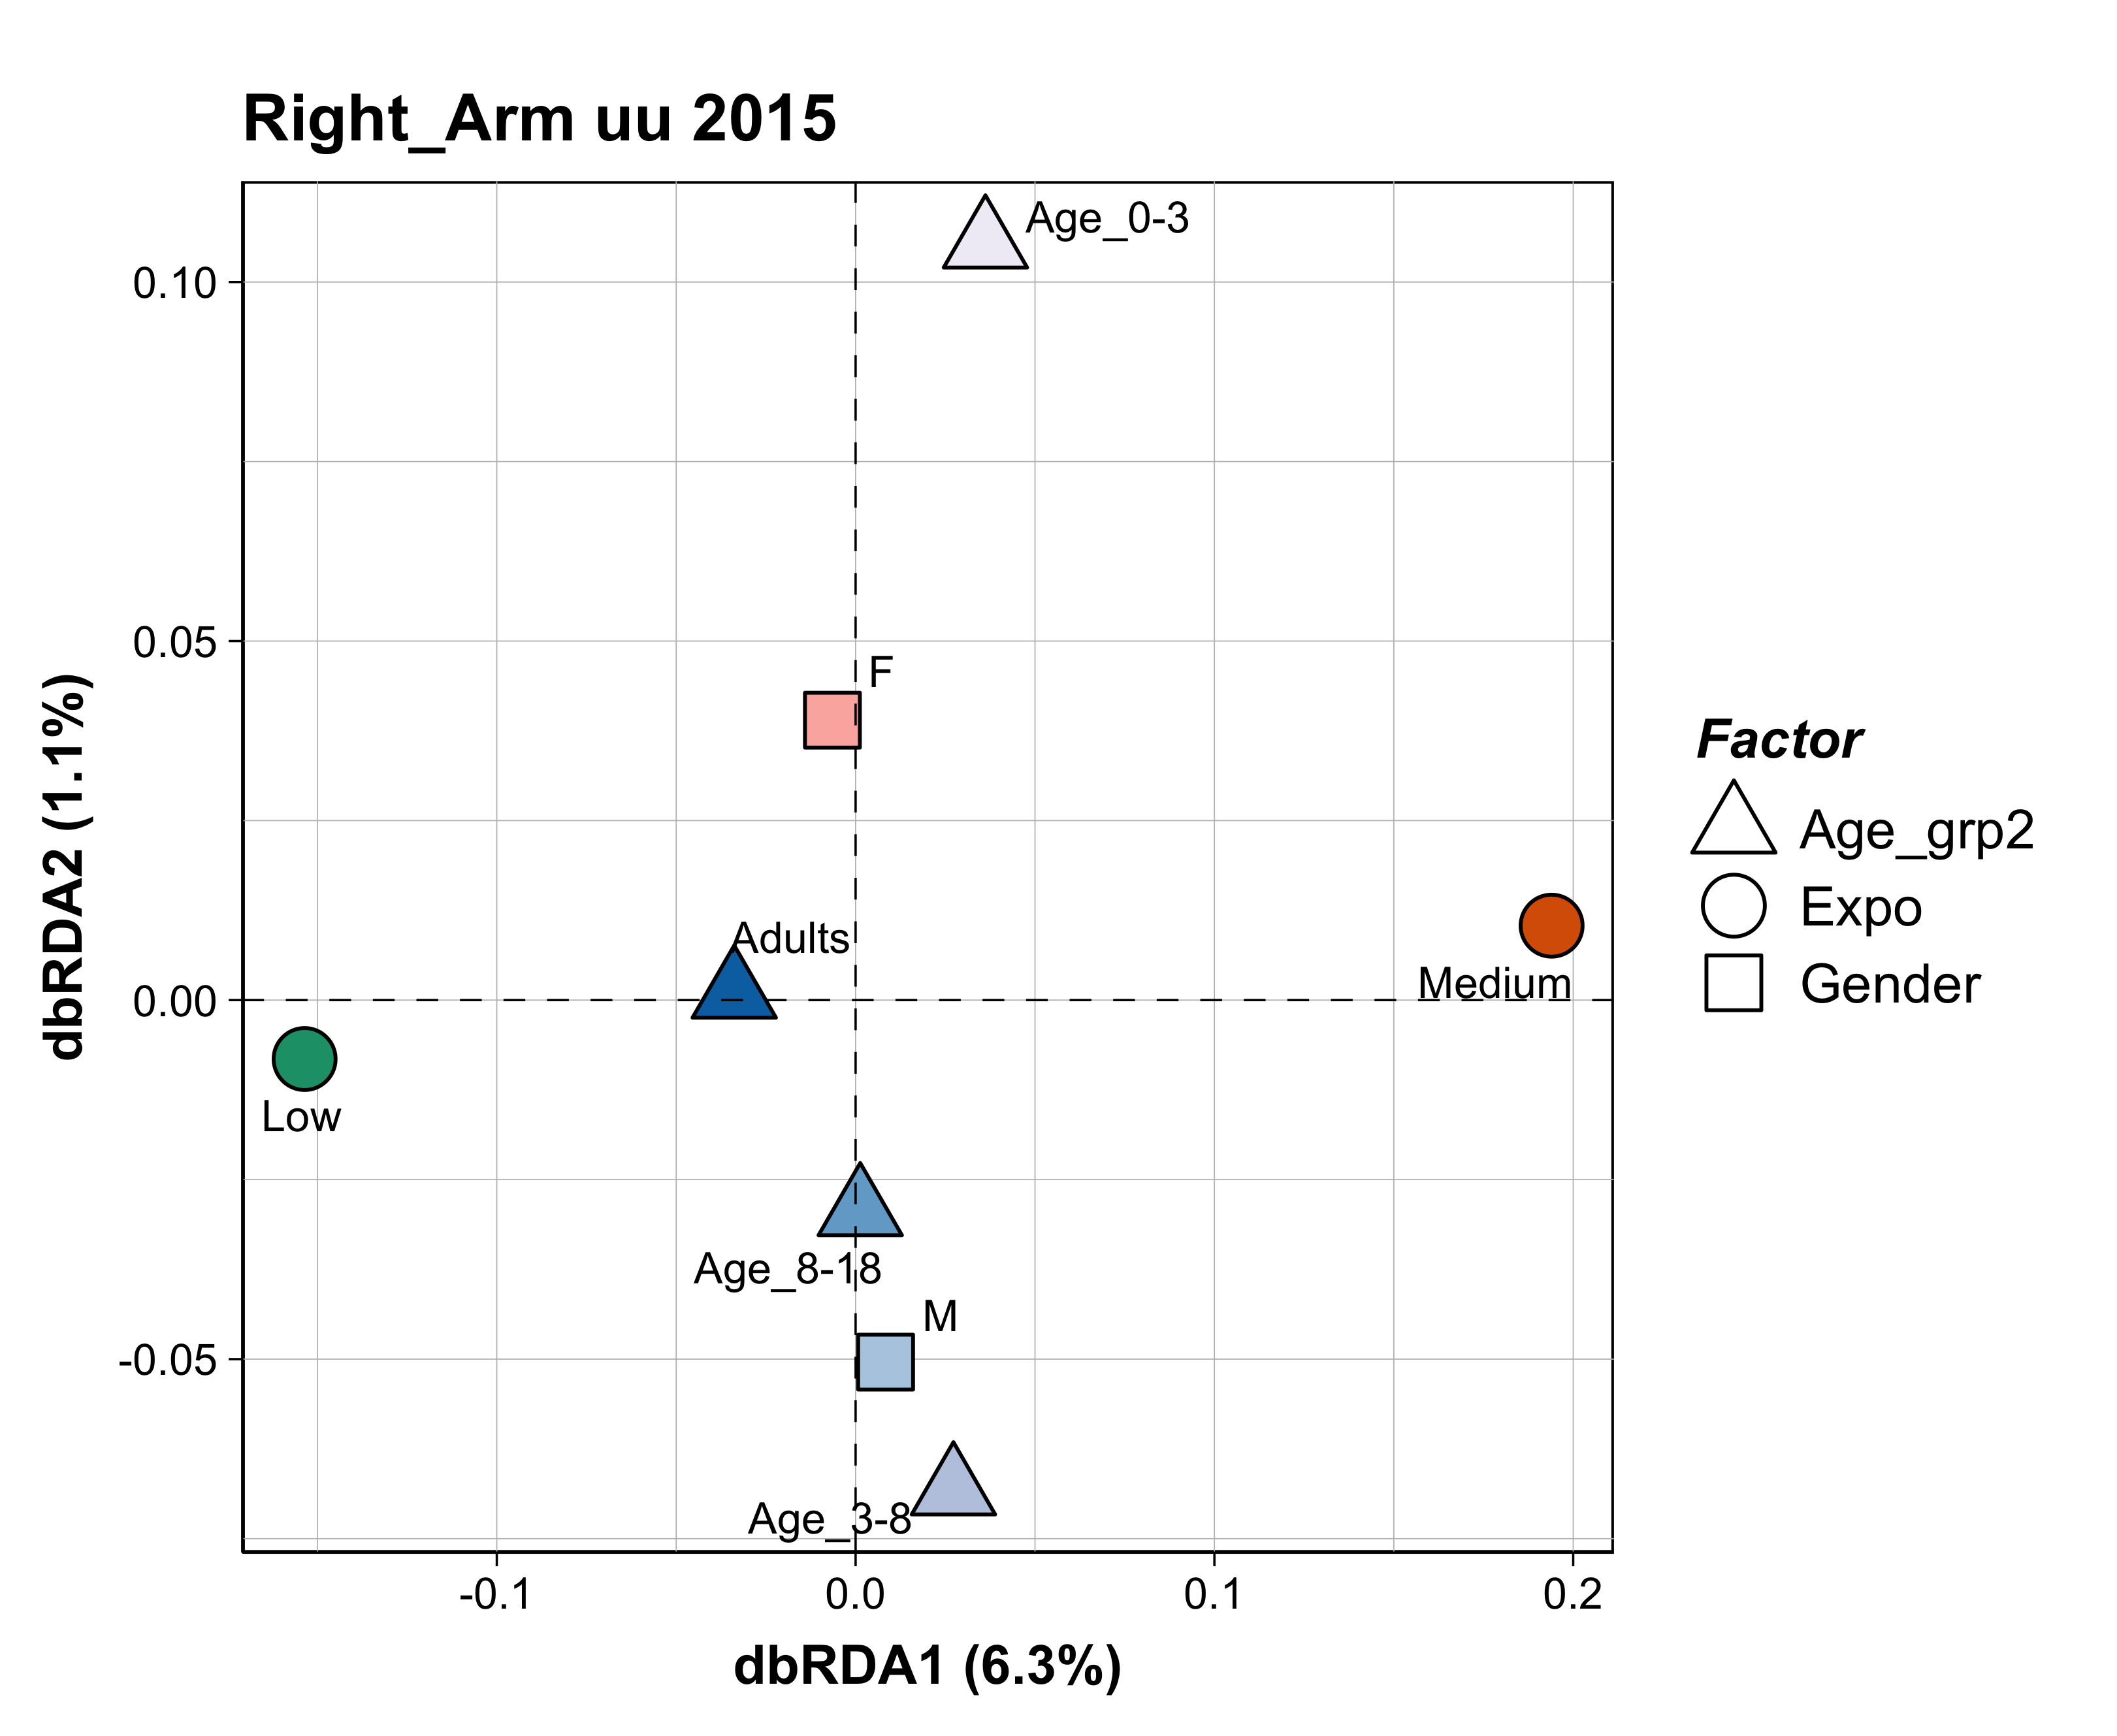 Right_Arm uu 2015
Age_0-3
0.10
0.05
F
Adults
Medium
0.00
Low
Age_8-18
M
-0.05
Age_3-8
-0.1
0.0
0.1
0.2
dbRDA1 (6.3%)
dbRDA2 (1.1%)
Factor
Age_grp2
Expo
Gender